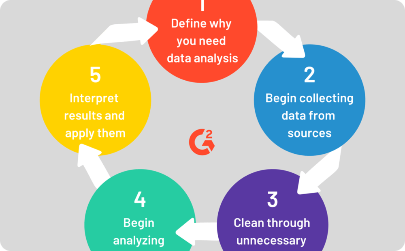 1
Define why
you need
data analysis
2
Begin collecting
data from
sources
3
Clean through
unnecessary
4
Begin
analyzing
5
Interpret
results and
apply them
G2